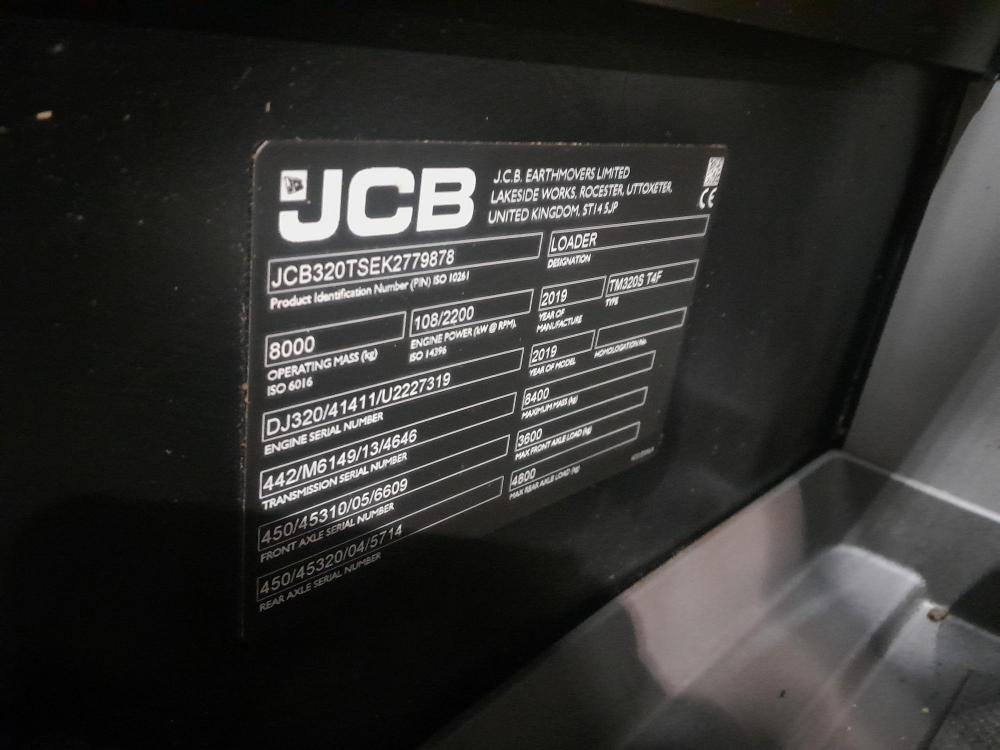 JCB
J.C.B. EARTHMOVERS LIMITED
LAKESIDE WORKS, ROCESTER, UTTOXETER,
UNITED KINGDOM, ST14 5JP
CE
JCB320TSEK2779878
Product Identification Number (PIN) ISO 10261
LOADER
DESIGNATION
8000
OPERATING MASS (kg)
ISO 6016
108/2200
ENGINE POWER (kW @ RPM)
ISO 14396
2019
YEAR OF
MANUFACTURE
TM320S T4F
TYPE
DJ320/41411/U2227319
ENGINE SERIAL NUMBER
2019
YEAR OF MODEL
HOMOLOGATION No.
442/M6149/13/4646
TRANSMISSION SERIAL NUMBER
8400
MAXIMUM MASS (kg)
450/45310/05/6609
FRONT AXLE SERIAL NUMBER
3600
MAX FRONT AXLE LOAD (kg)
450/45320/04/5714
REAR AXLE SERIAL NUMBER
4800
MAX REAR AXLE LOAD (kg)